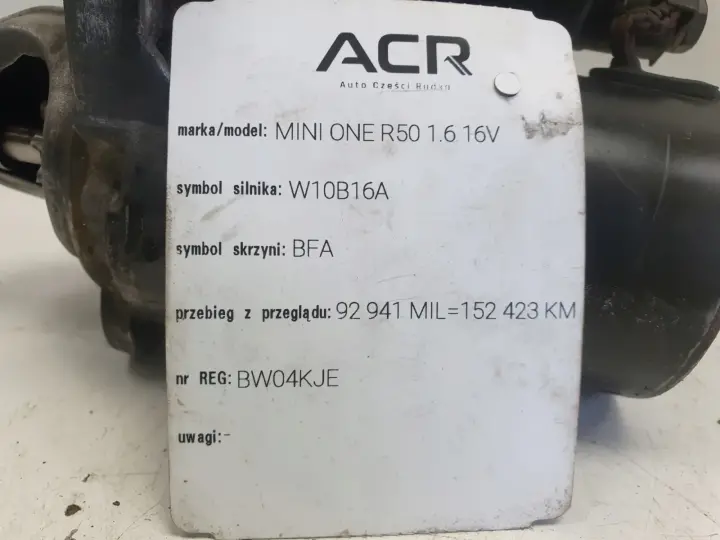 ACR
Auto Części Rodan
marka/model: MINI ONE R50 1.6 16V
symbol silnika: W10B16A
symbol skrzyni: BFA
przebieg z przeglądu: 92 941 MIL=152 423 KM
nr REG: BW04KJE
uwagi:-